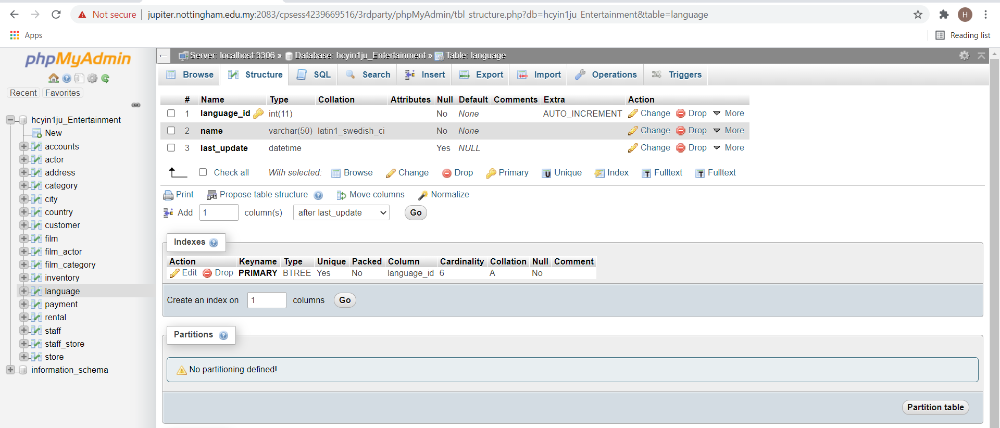 Not secure | jupiter.nottingham.edu.my:2083/cpsess4239669516/3rdparty/phpMyAdmin/tbl_structure.php?db=hcyin1ju_Entertainment&table=language H
Apps Reading list
phpMyAdmin
Recent Favorites
hcyin1ju_Entertainment
New
accounts
actor
address
category
city
country
customer
film
film_actor
film_category
inventory
language
payment
rental
staff
staff_store
store
information_schema
← Server: localhost:3306 » Database: hcyin1ju_Entertainment » Table: language
Browse Structure SQL Search Insert Export Import Operations Triggers
# Name Type Collation Attributes Null Default Comments Extra Action
1 language_id int(11) No None AUTO_INCREMENT Change Drop More
2 name varchar(50) latin1_swedish_ci No None Change Drop More
3 last_update datetime Yes NULL Change Drop More
Check all With selected: Browse Change Drop Primary U Unique Index T Fulltext T Fulltext
Print Propose table structure Move columns Normalize
Add 1 column(s) after last_update Go
Indexes
Action Keyname Type Unique Packed Column Cardinality Collation Null Comment
Edit Drop PRIMARY BTREE Yes No language_id 6 A No
Create an index on 1 columns Go
Partitions
No partitioning defined!
Partition table